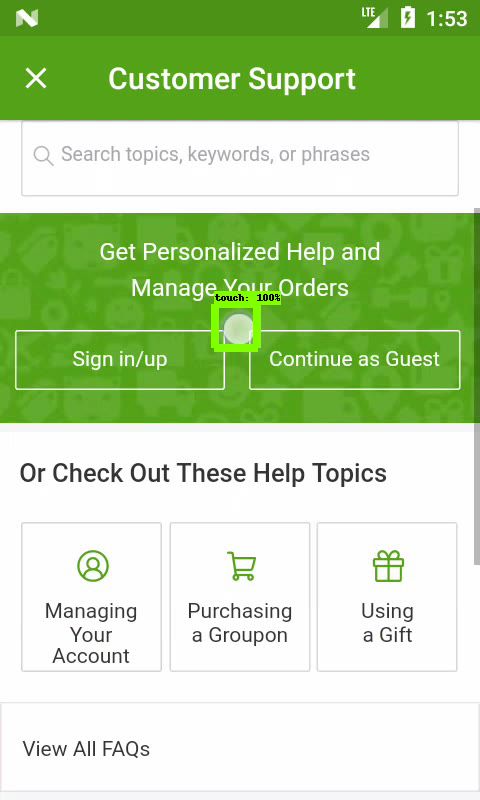 LTE 1:53
Customer Support
Search topics, keywords, or phrases
Get Personalized Help and
Manage Your Orders
touch: 100%
Sign in/up
Continue as Guest
Or Check Out These Help Topics
Managing
Your
Account
Purchasing
a Groupon
Using
a Gift
View All FAQs